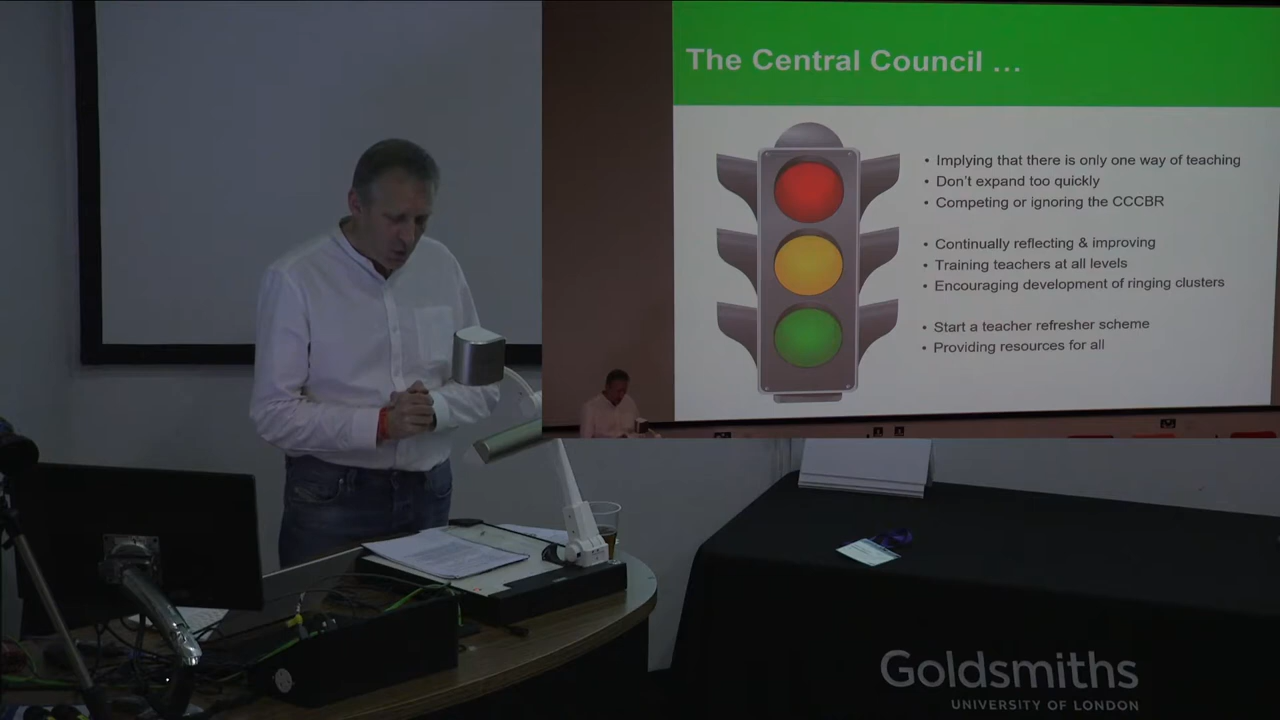 The Central Council ...
• Implying that there is only one way of teaching
• Don't expand too quickly
• Competing or ignoring the CCCBR
• Continually reflecting & improving
• Training teachers at all levels
• Encouraging development of ringing clusters
• Start a teacher refresher scheme
• Providing resources for all
Goldsmiths
UNIVERSITY OF LONDON